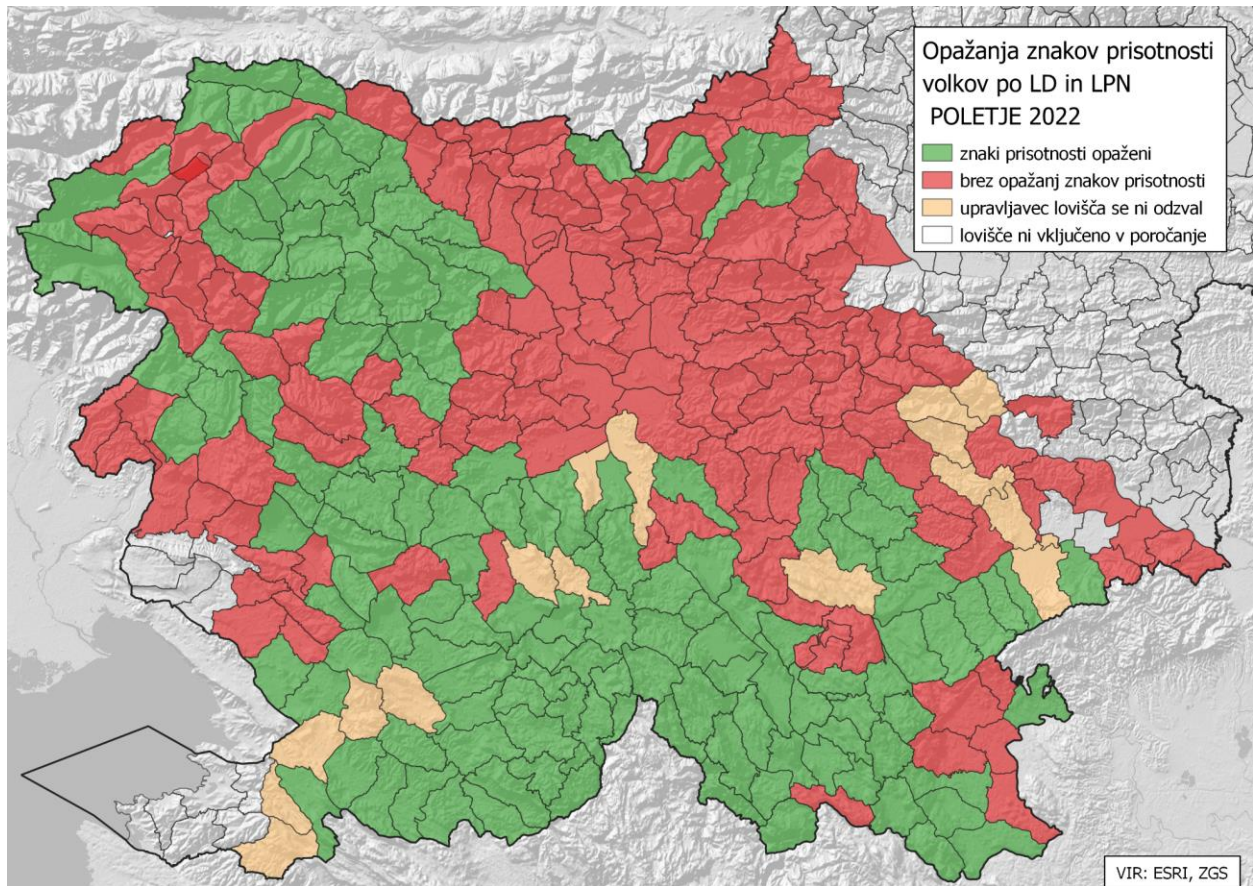 Opažanja znakov prisotnosti
volkov po LD in LPN
POLETJE 2022
znaki prisotnosti opaženi
brez opažanj znakov prisotnosti
upravljavec lovišča se ni odzval
lovišče ni vključeno v poročanje
VIR: ESRI, ZGS